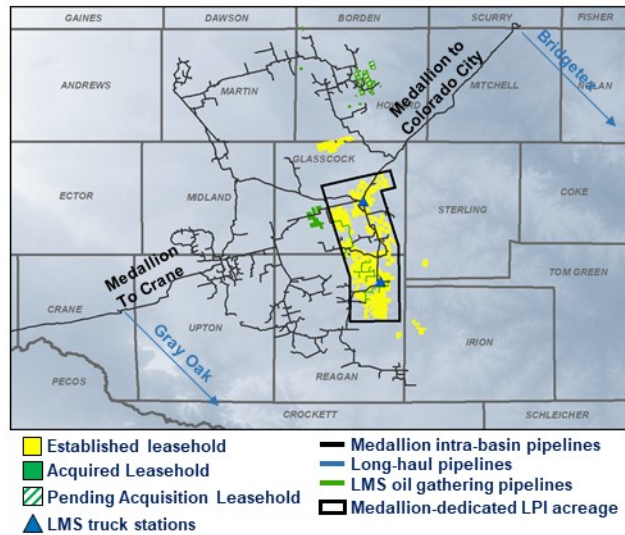 GAINES
DAWSON
BORDEN
SCURRY
FISHER
Bridgetex
ANDREWS
MARTIN
HOWARD
Medallion to
Colorado City
MITCHELL
NOLAN
GLASSCOCK
ECTOR
MIDLAND
STERLING
COKE
TOM GREEN
Medallion
To Crane
CRANE
UPTON
Gray Oak
REAGAN
IRION
PECOS
CROCKETT
SCHLEICHER
Established leasehold
Acquired Leasehold
Pending Acquisition Leasehold
LMS truck stations
Medallion intra-basin pipelines
Long-haul pipelines
LMS oil gathering pipelines
Medallion-dedicated LPI acreage